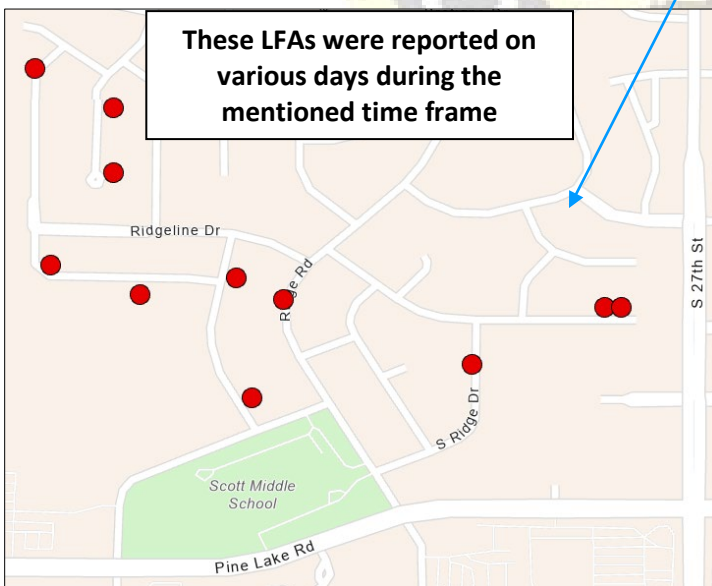 These LFAs were reported on
various days during the
mentioned time frame
Ridgeline Dr
S 27th St
Ridge Rd
S Ridge Dr
Scott Middle
School
Pine Lake Rd